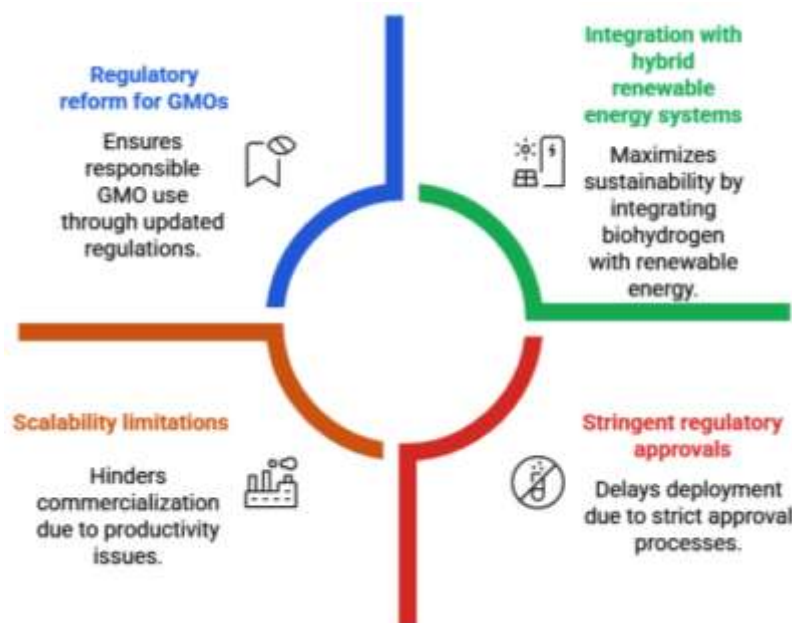 Regulatory
reform for GMOs
Ensures
responsible
GMO use
through updated
regulations.
Integration with
hybrid
renewable
energy systems
Maximizes
sustainability by
integrating
biohydrogen
with renewable
energy.
Scalability limitations
Hinders
commercialization
due to productivity
issues.
Stringent regulatory
approvals
Delays deployment
due to strict approval
processes.